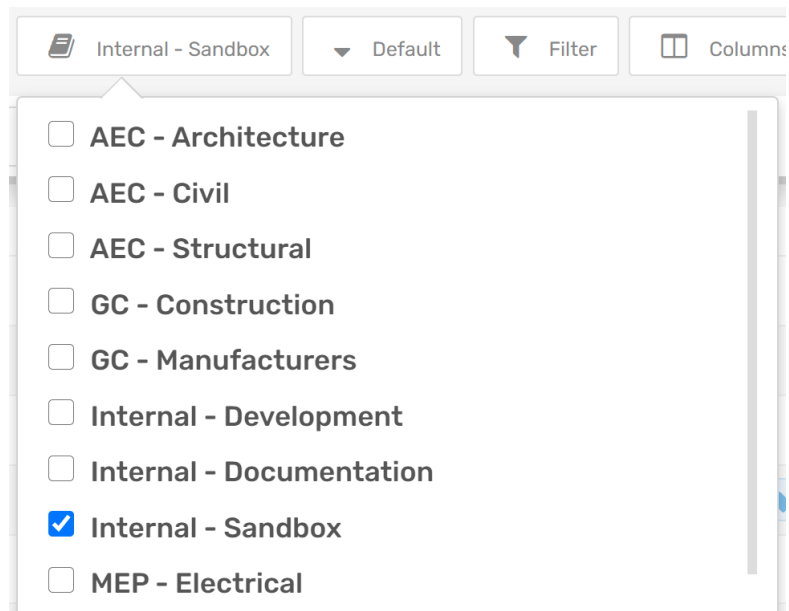 Internal - Sandbox Default Filter Columns
AEC - Architecture
AEC - Civil
AEC - Structural
GC - Construction
GC - Manufacturers
Internal - Development
Internal - Documentation
Internal - Sandbox
MEP - Electrical